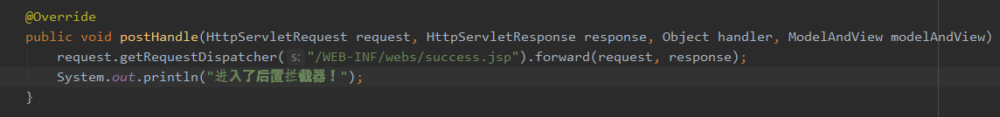 @Override
public void postHandle(HttpServletRequest request, HttpServletResponse response, Object handler, ModelAndView modelAndView)
request.getRequestDispatcher( s: "/WEB-INF/webs/success.jsp").forward(request, response);
System.out.println("进入了后置拦截器！");
}